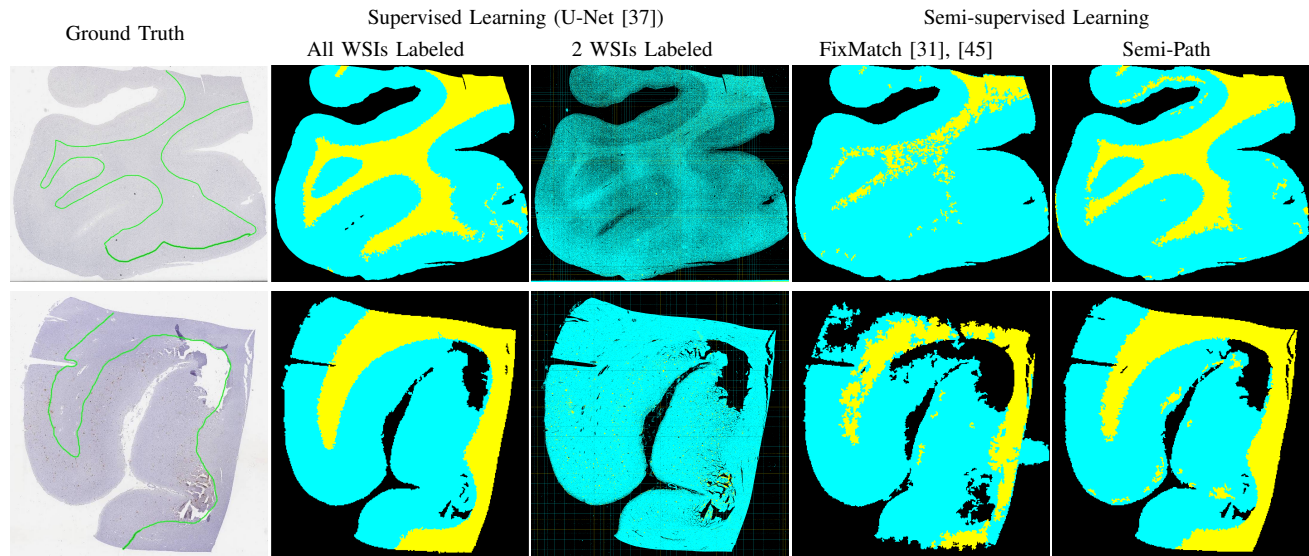 Ground Truth
Supervised Learning (U-Net [37])
Semi-supervised Learning
All WSIs Labeled
2 WSIs Labeled
FixMatch [31], [45]
Semi-Path